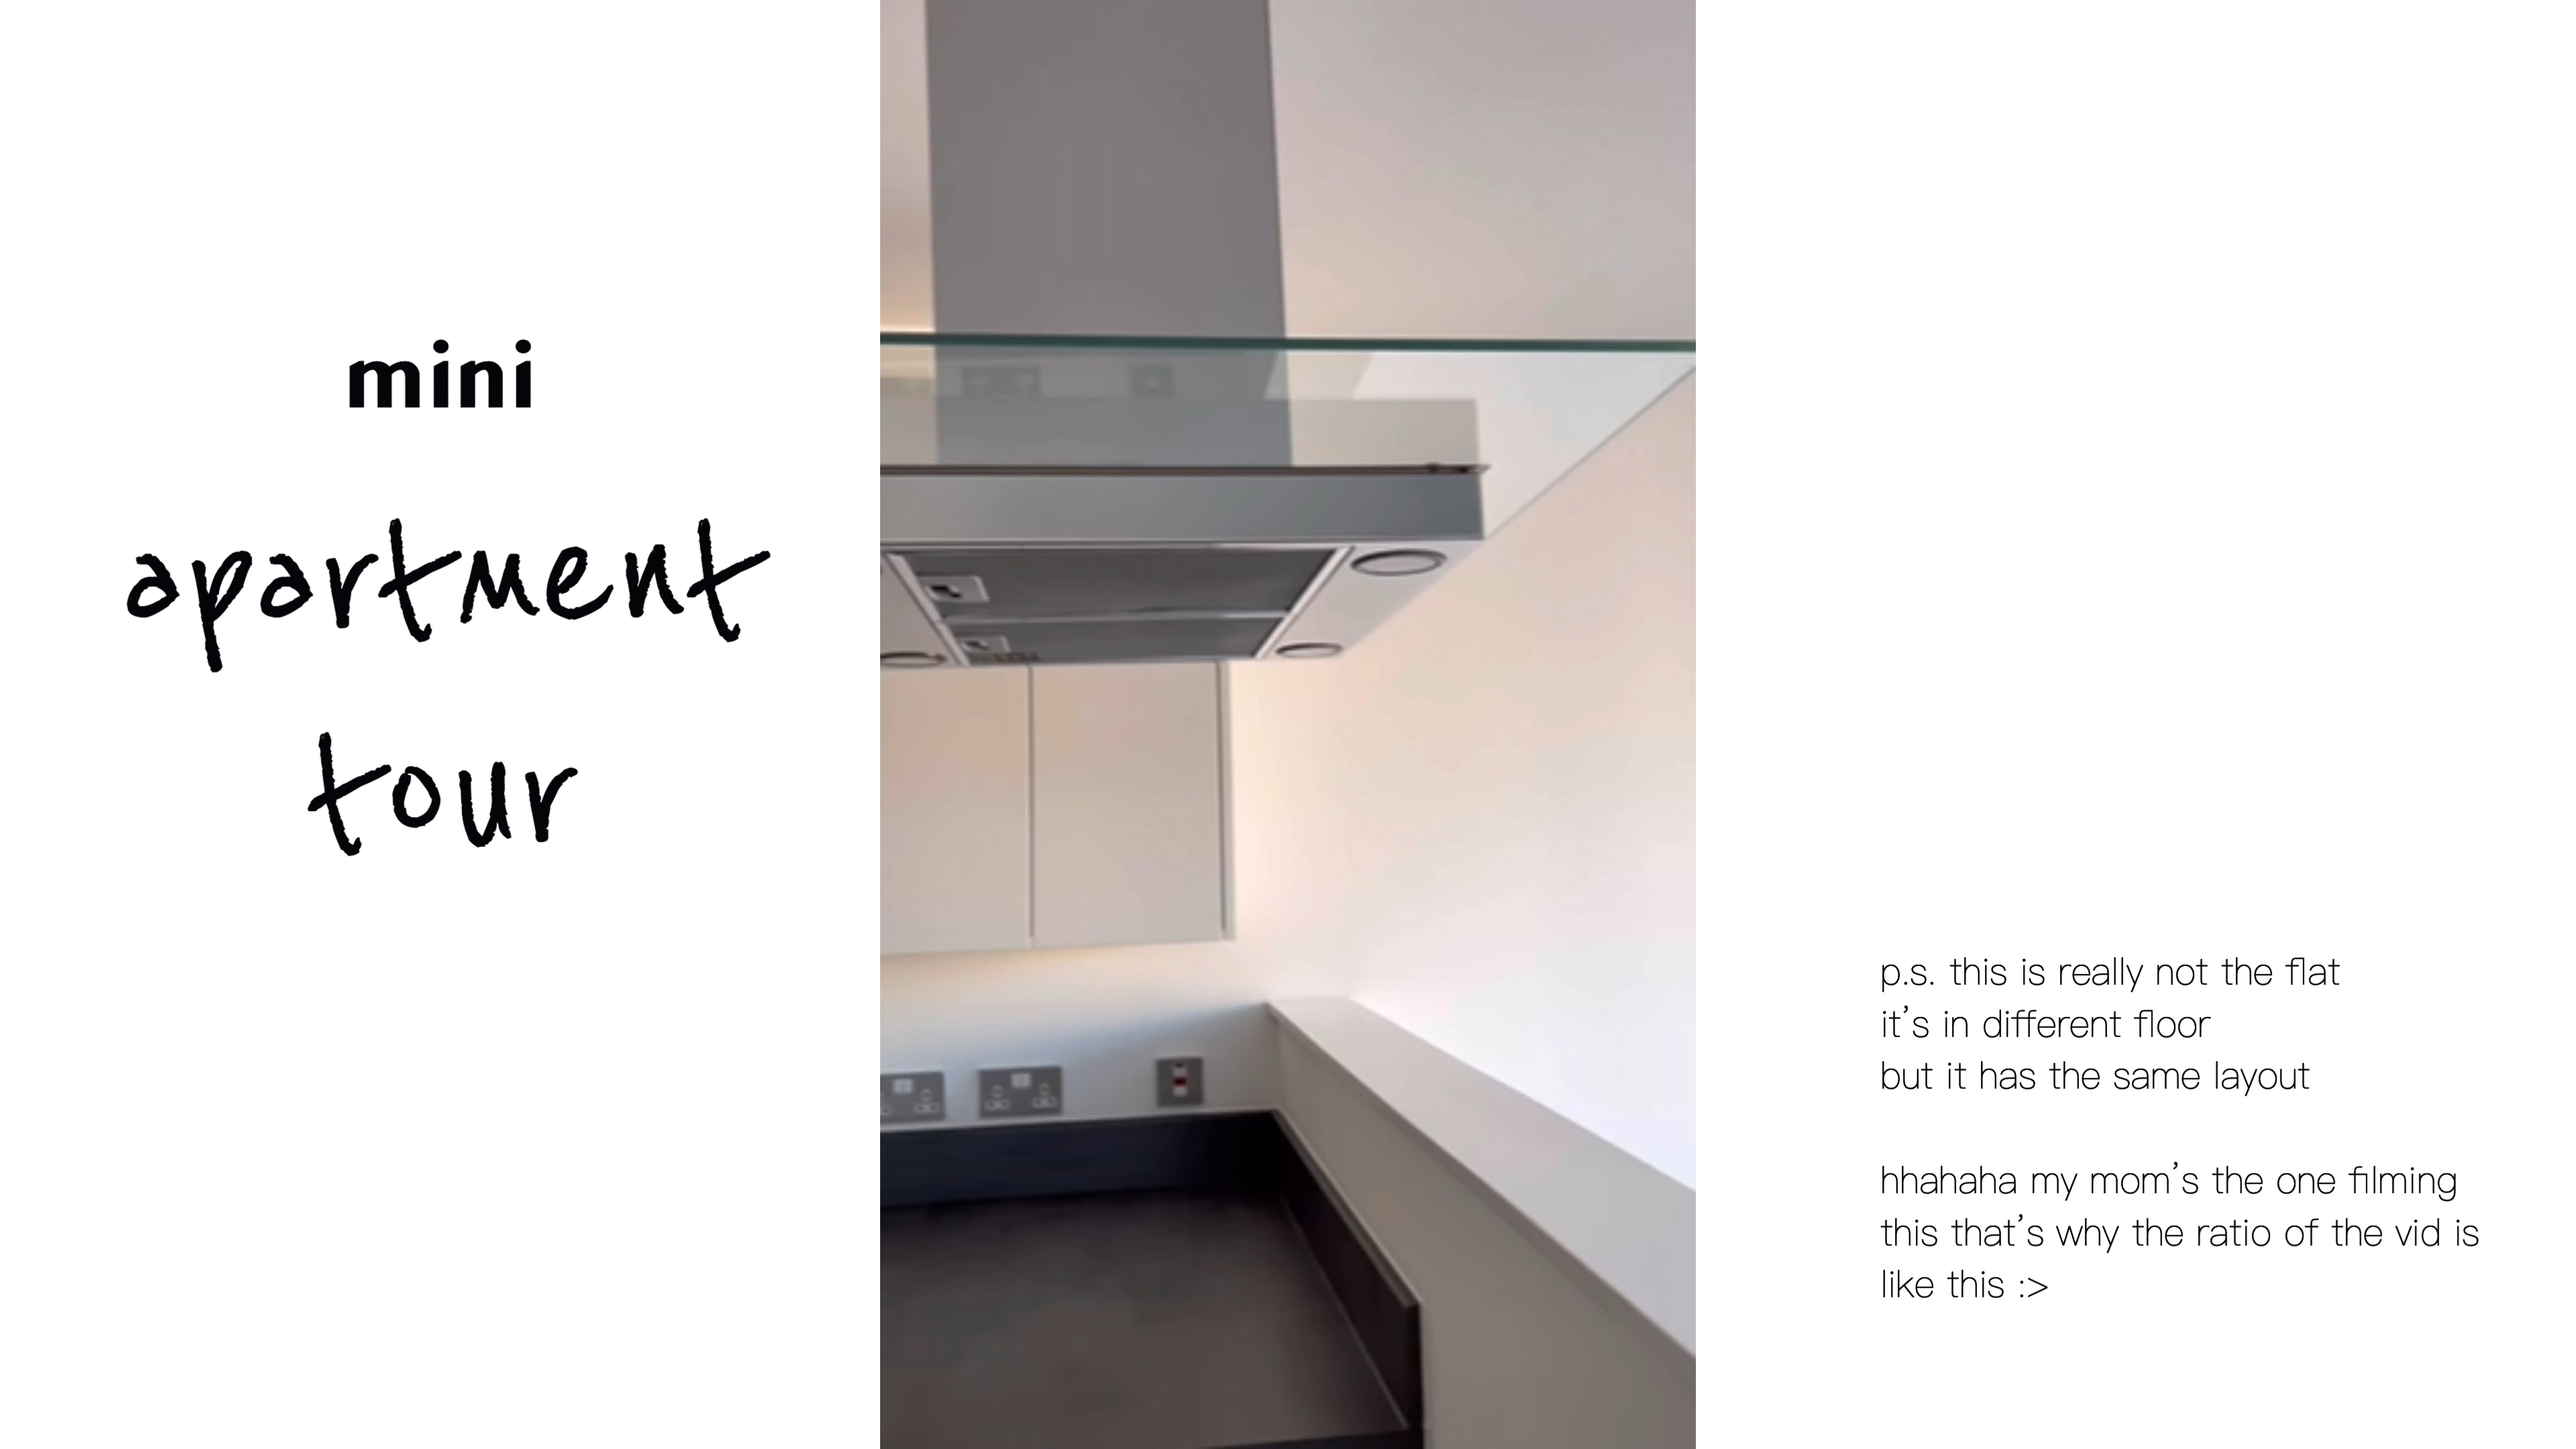 mini
apartment
tour
p.s. this is really not the flat
it's in different floor
but it has the same layout
hhahaha my mom's the one filming
this that's why the ratio of the vid is
like this :>